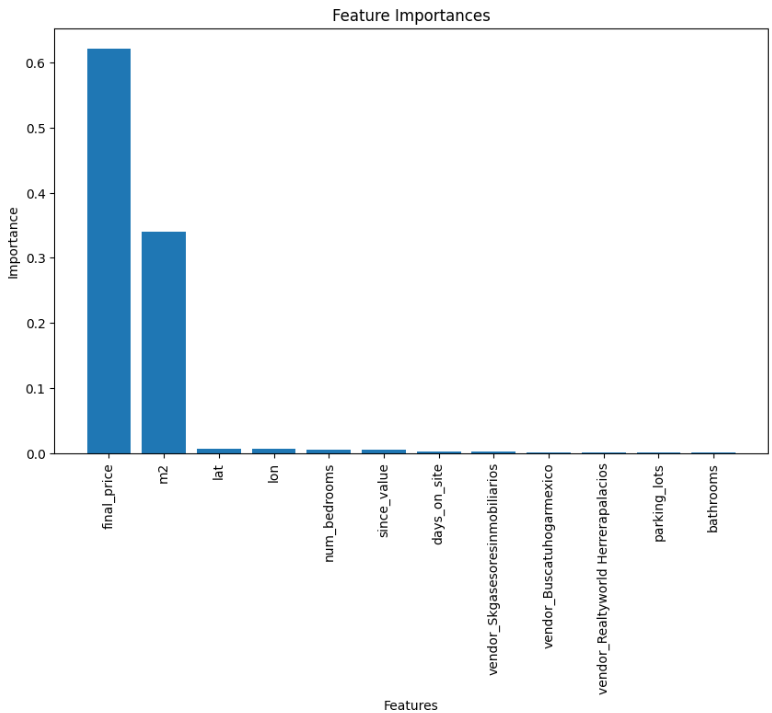 Feature Importances
Importance
0.6
0.5
0.4
0.3
0.2
0.1
0.0
final_price
m2
lat
lon
num_bedrooms
since_value
days_on_site
vendor_Skgasesoresinmobiliarios
vendor_Buscatuhogarmexico
vendor_Realtyworld Herrerapalacios
parking_lots
bathrooms
Features